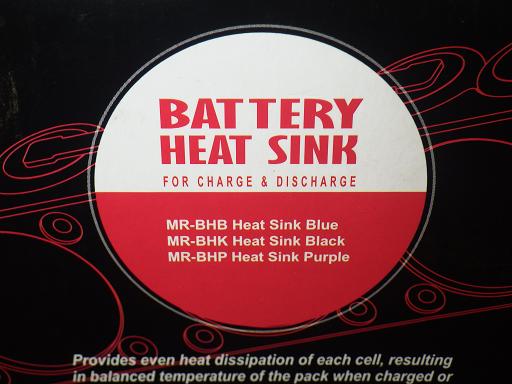 BATTERY
HEAT SINK
FOR CHARGE & DISCHARGE
MR-BHB Heat Sink Blue
MR-BHK Heat Sink Black
MR-BHP Heat Sink Purple
Provides even heat dissipation of each cell, resulting
in balanced temperature of the pack when charged or